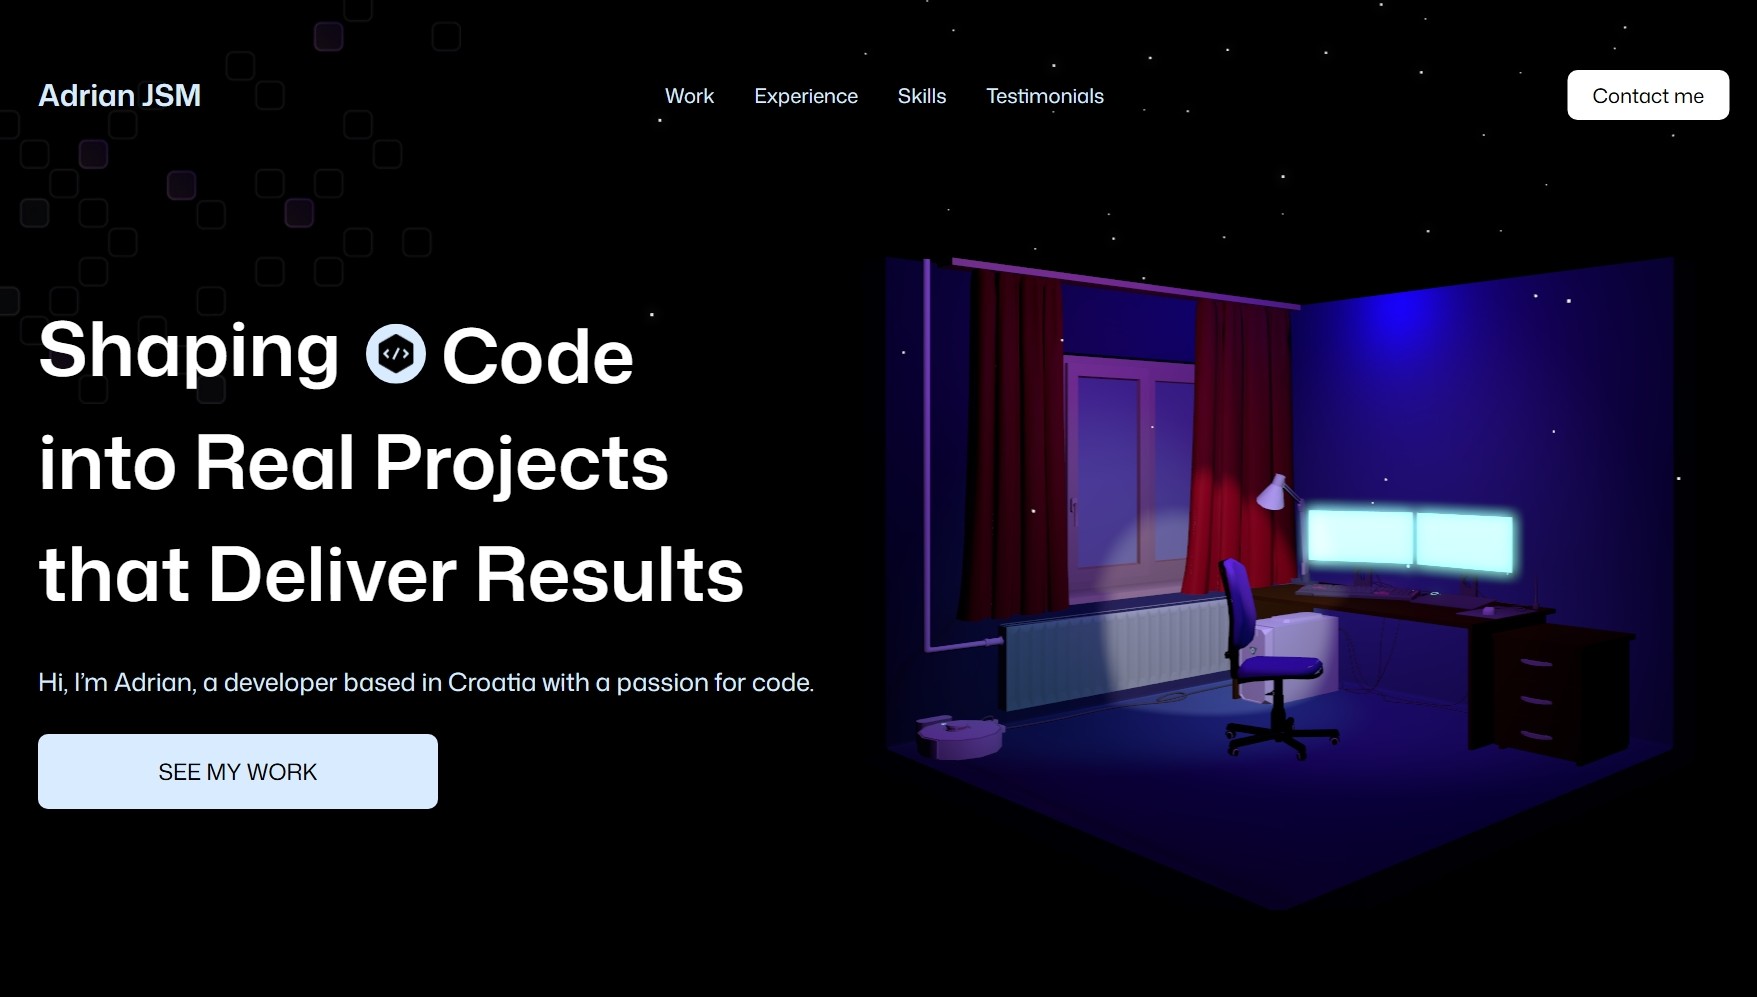 Adrian JSM
Work Experience Skills Testimonials
Contact me
Shaping </> Code
into Real Projects
that Deliver Results
Hi, I'm Adrian, a developer based in Croatia with a passion for code.
SEE MY WORK